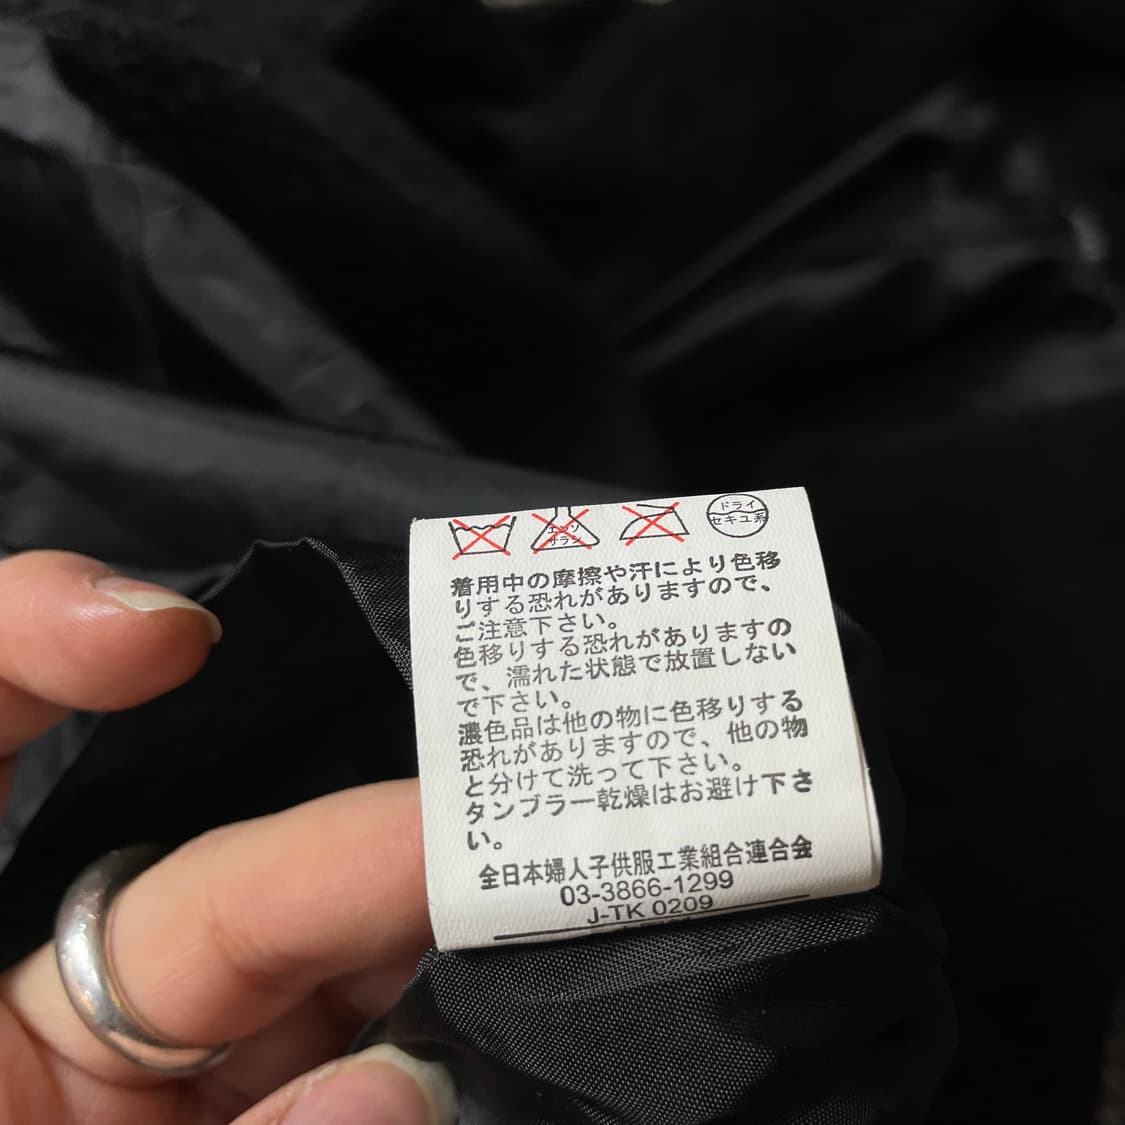 エンソ
サラシ
ドライ
セキユ系
着用中の摩擦や汗により色移
りする恐れがありますので、
ご注意下さい。
色移りする恐れがありますの
で、濡れた状態で放置しない
で下さい。
濃色品は他の物に色移りする
恐れがありますので、他の物
と分けて洗って下さい。
タンブラー乾燥はお避け下さ
い。
全日本婦人子供服工業組合連合会
03-3866-1299
J-TK 0209